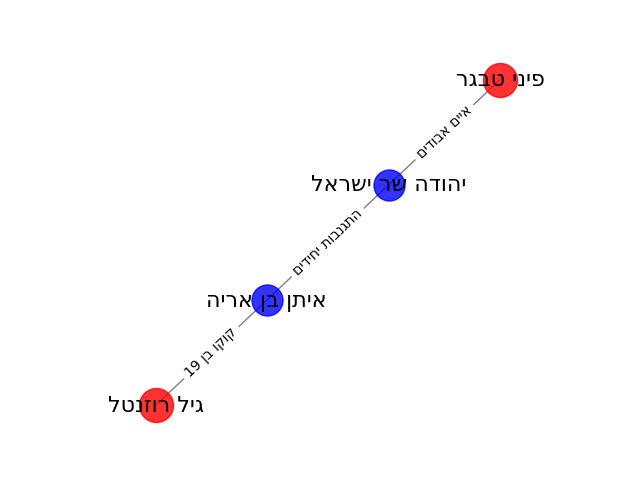 פיני טבגר
איים אבודים
יהודה שר ישראל
התגנבות יחידים
איתן בן אריה
קוקו בן 19
גיל רוזנטל